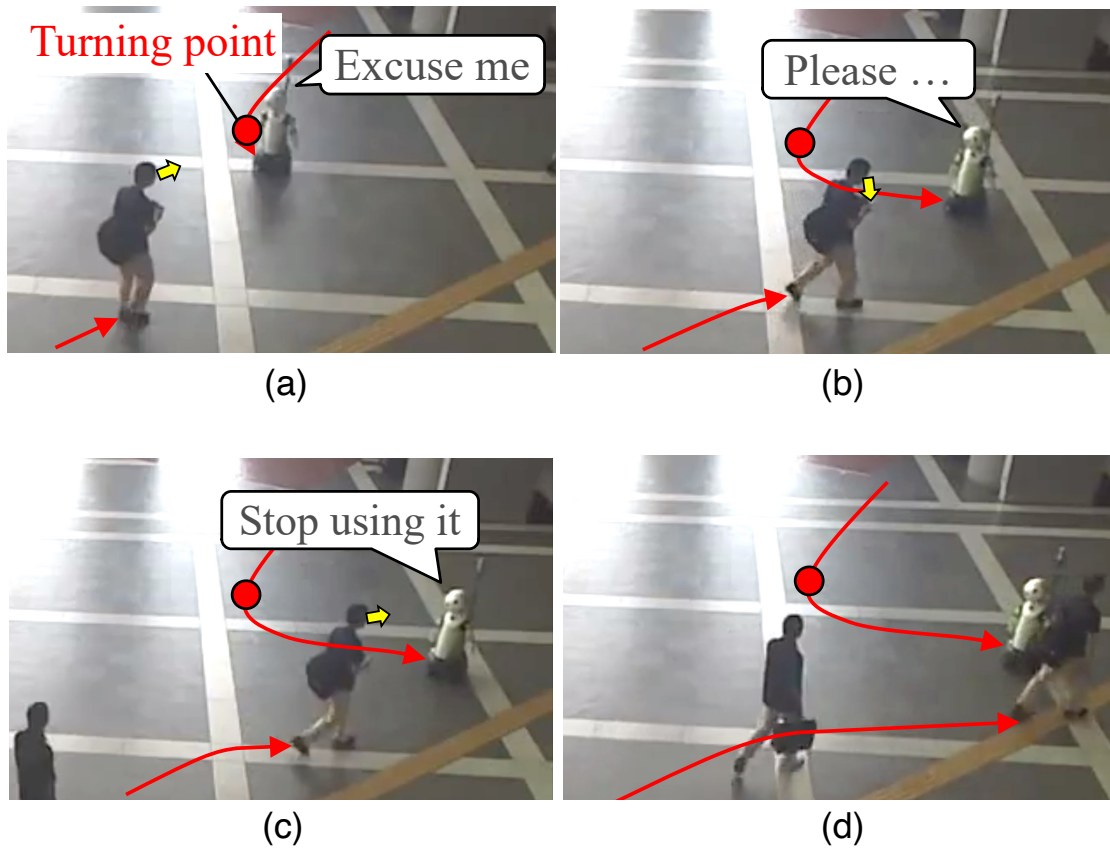 Turning point
Excuse me
Please …
(a)
(b)
Stop using it
(c)
(d)